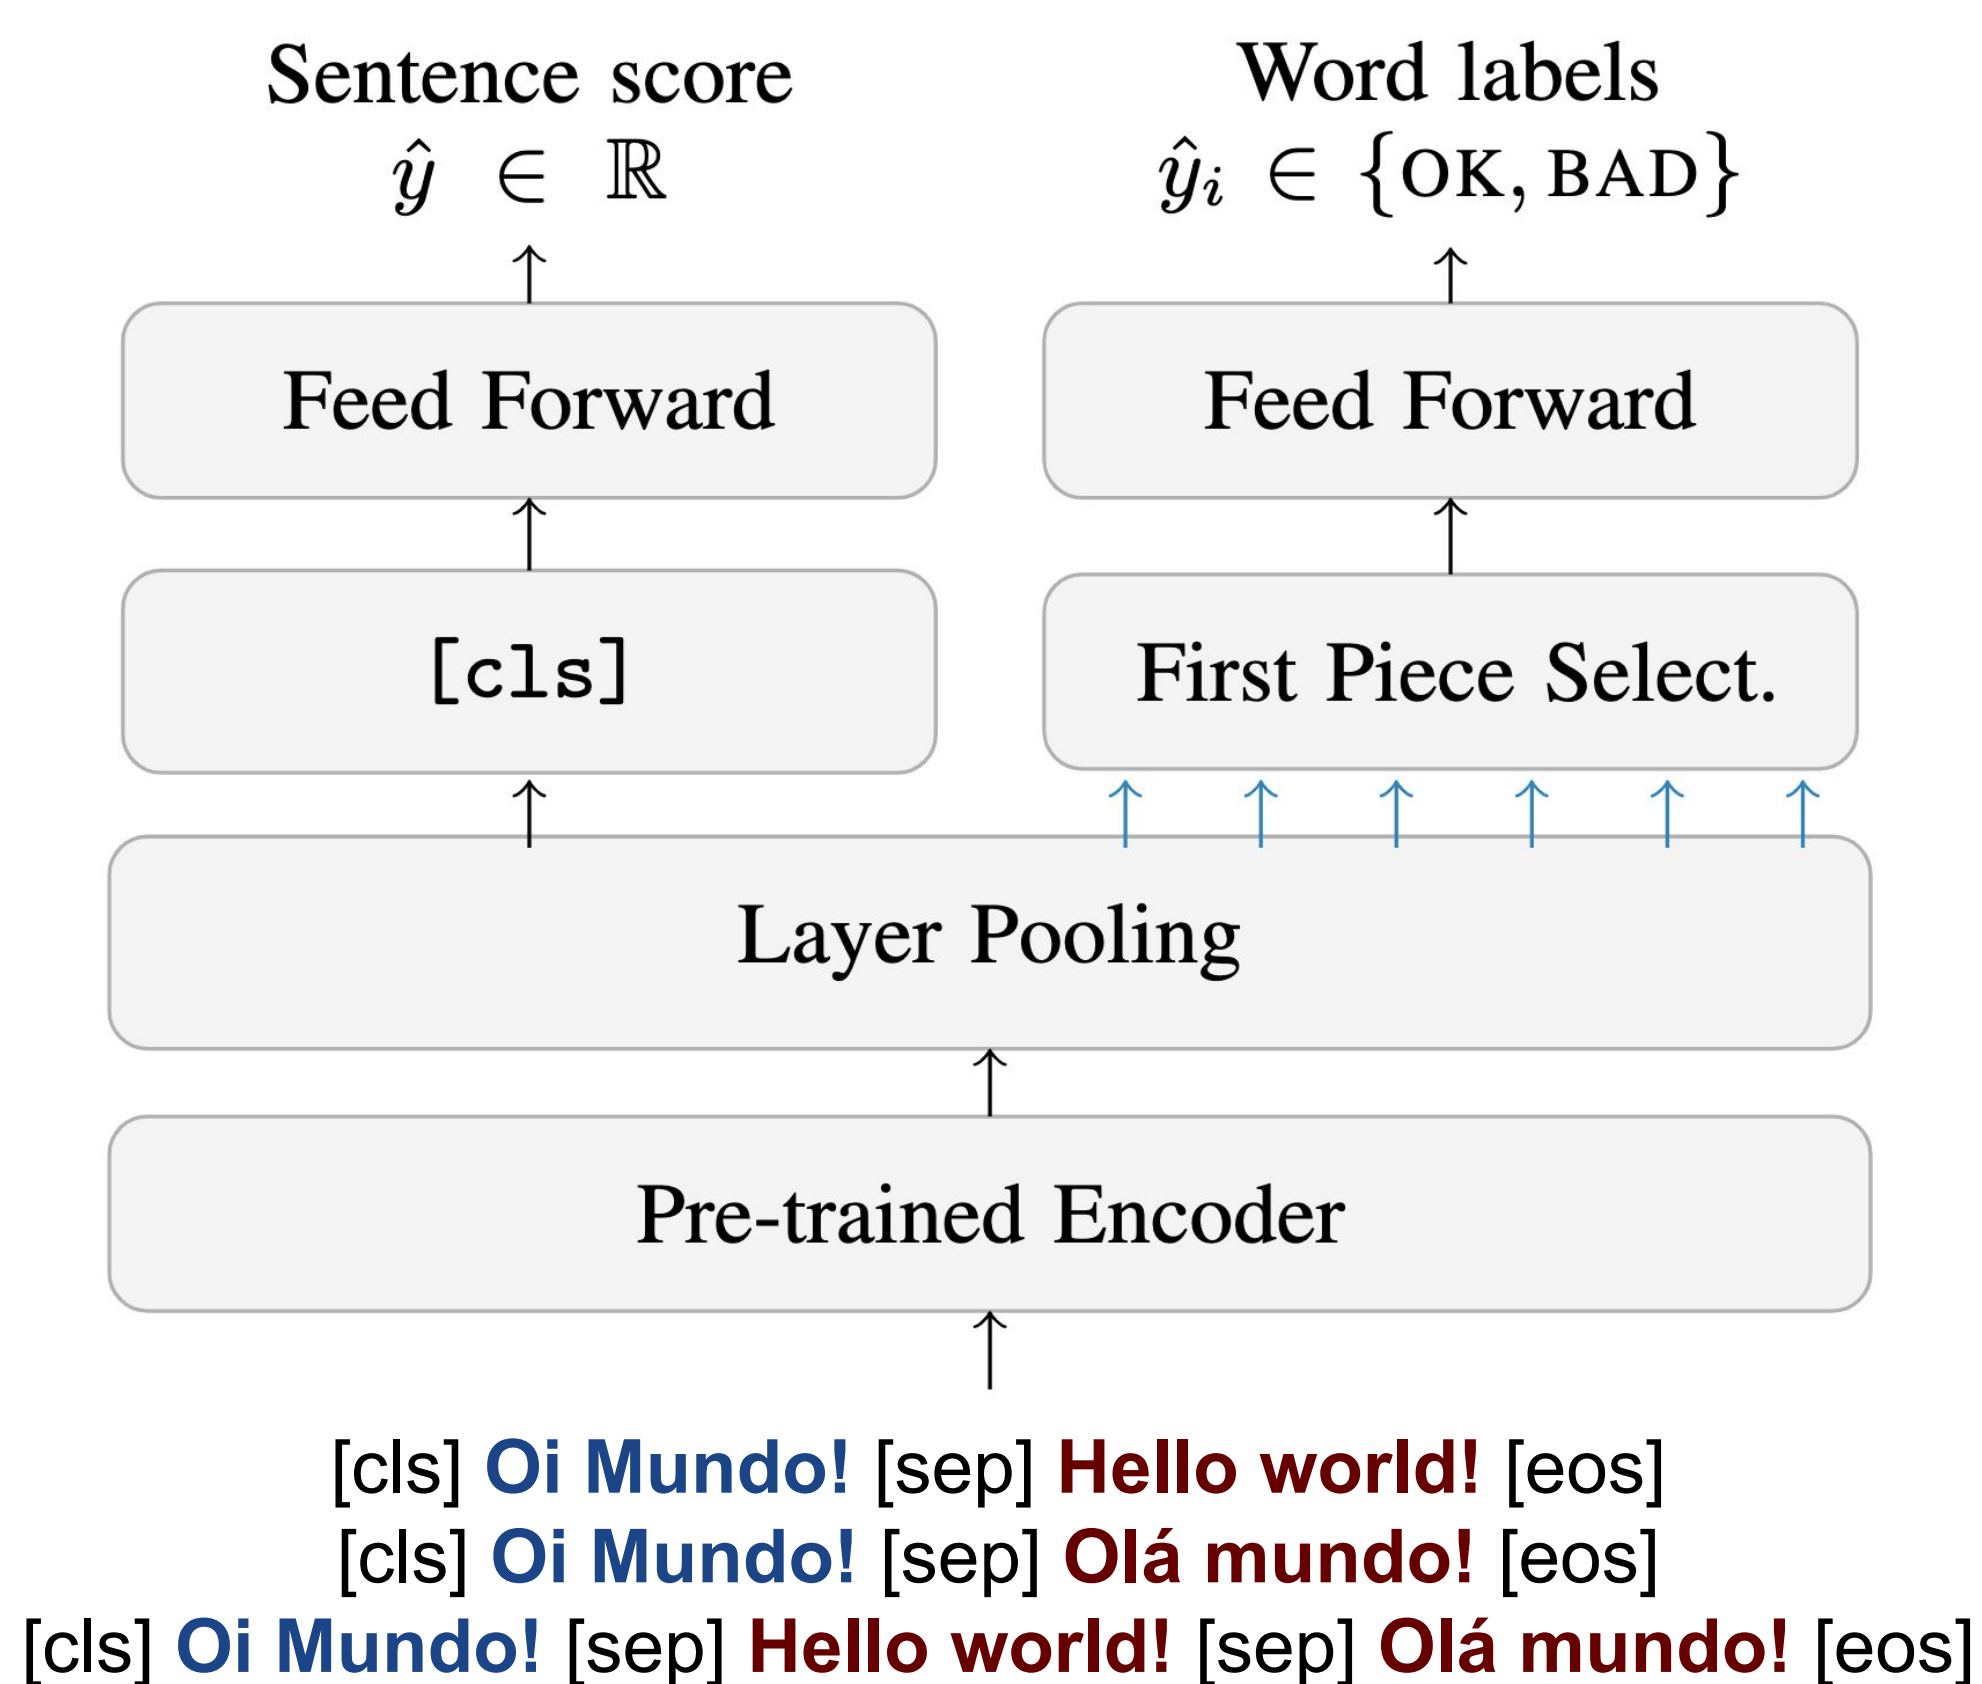 Sentence score
ŷ ∈ ℝ
Word labels
ŷᵢ ∈ {OK, BAD}
Feed Forward
Feed Forward
[cls]
First Piece Select.
Layer Pooling
Pre-trained Encoder
[cls] Oi Mundo! [sep] Hello world! [eos]
[cls] Oi Mundo! [sep] Olá mundo! [eos]
[cls] Oi Mundo! [sep] Hello world! [sep] Olá mundo! [eos]